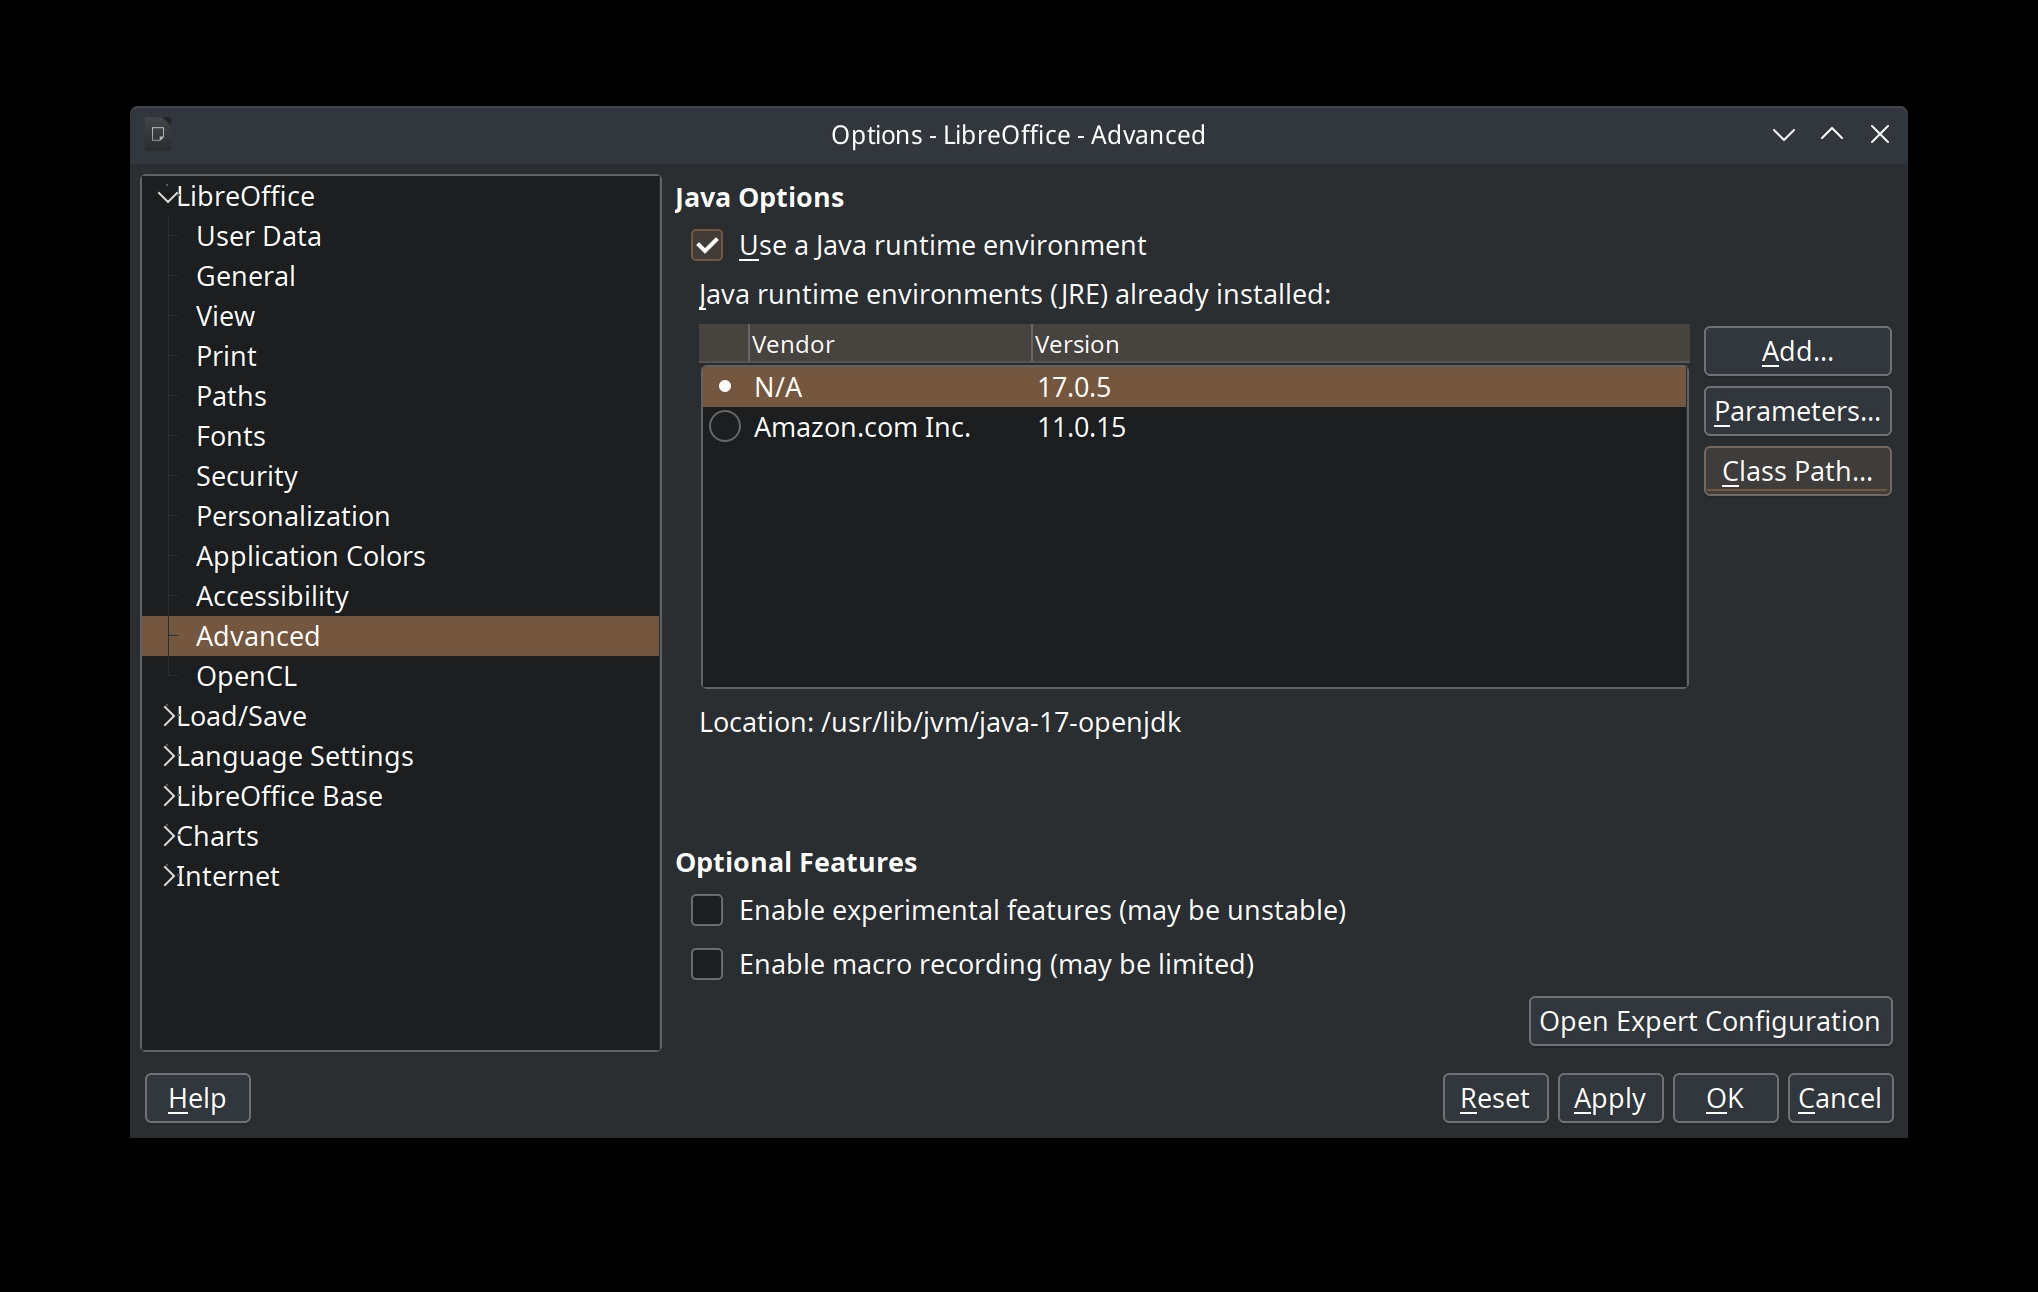 Options - LibreOffice - Advanced
LibreOffice
User Data
General
View
Print
Paths
Fonts
Security
Personalization
Application Colors
Accessibility
Advanced
OpenCL
Load/Save
Language Settings
LibreOffice Base
Charts
Internet
Java Options
Use a Java runtime environment
Java runtime environments (JRE) already installed:
Vendor Version
N/A 17.0.5
Amazon.com Inc. 11.0.15
Add...
Parameters...
Class Path...
Location: /usr/lib/jvm/java-17-openjdk
Optional Features
Enable experimental features (may be unstable)
Enable macro recording (may be limited)
Open Expert Configuration
Help Reset Apply OK Cancel